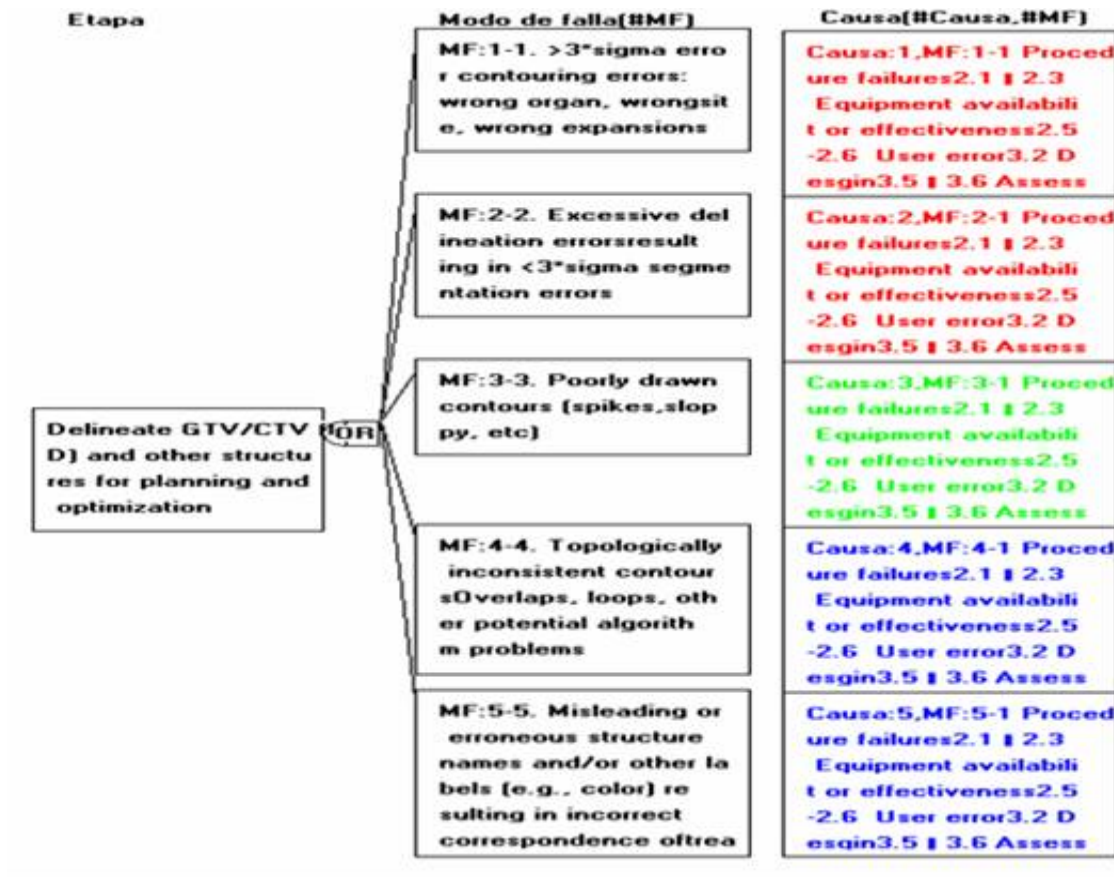 Etapa
Modo de falla(#MF)
Causa(#Causa,#MF)
Delineate GTV/CTV
D) and other structu
res for planning and
optimization
OR
MF:1-1. >3*sigma erro
r contouring errors:
wrong organ, wrongsit
e, wrong expansions
MF:2-2. Excessive del
ineation errorsresult
ing in <3*sigma segme
ntation errors
MF:3-3. Poorly drawn
contours (spikes,slop
py, etc)
MF:4-4. Topologically
inconsistent contour
sOverlaps, loops, oth
er potential algorith
m problems
MF:5-5. Misleading or
erroneous structure
names and/or other la
bels (e.g., color) re
sulting in incorrect
correspondence oftrea
Causa:1,MF:1-1 Proced
ure failures2.1 2.3
Equipment availabili
t or effectiveness2.5
-2.6 User error3.2 D
esgin3.5 3.6 Assess
Causa:2,MF:2-1 Proced
ure failures2.1 2.3
Equipment availabili
t or effectiveness2.5
-2.6 User error3.2 D
esgin3.5 3.6 Assess
Causa:3,MF:3-1 Proced
ure failures2.1 2.3
Equipment availabili
t or effectiveness2.5
-2.6 User error3.2 D
esgin3.5 3.6 Assess
Causa:4,MF:4-1 Proced
ure failures2.1 2.3
Equipment availabili
t or effectiveness2.5
-2.6 User error3.2 D
esgin3.5 3.6 Assess
Causa:5,MF:5-1 Proced
ure failures2.1 2.3
Equipment availabili
t or effectiveness2.5
-2.6 User error3.2 D
esgin3.5 3.6 Assess